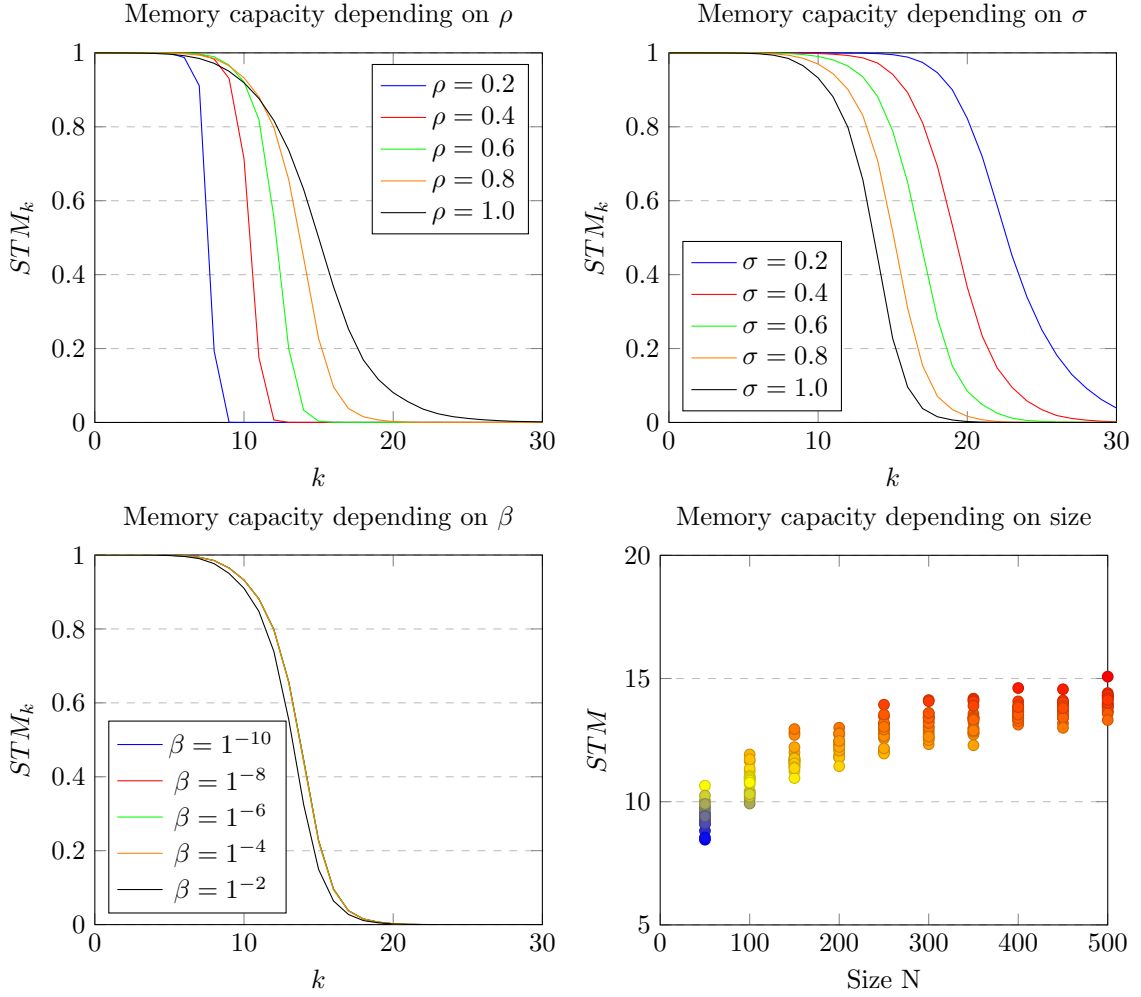 Memory capacity depending on ρ
1
0.8
0.6
0.4
0.2
0
STM_k
0
10
20
30
k
ρ = 0.2
ρ = 0.4
ρ = 0.6
ρ = 0.8
ρ = 1.0
Memory capacity depending on σ
1
0.8
0.6
0.4
0.2
0
STM_k
0
10
20
30
k
σ = 0.2
σ = 0.4
σ = 0.6
σ = 0.8
σ = 1.0
Memory capacity depending on β
1
0.8
0.6
0.4
0.2
0
STM_k
0
10
20
30
k
β = 1^{-10}
β = 1^{-8}
β = 1^{-6}
β = 1^{-4}
β = 1^{-2}
Memory capacity depending on size
20
15
10
5
STM
0
100
200
300
400
500
Size N